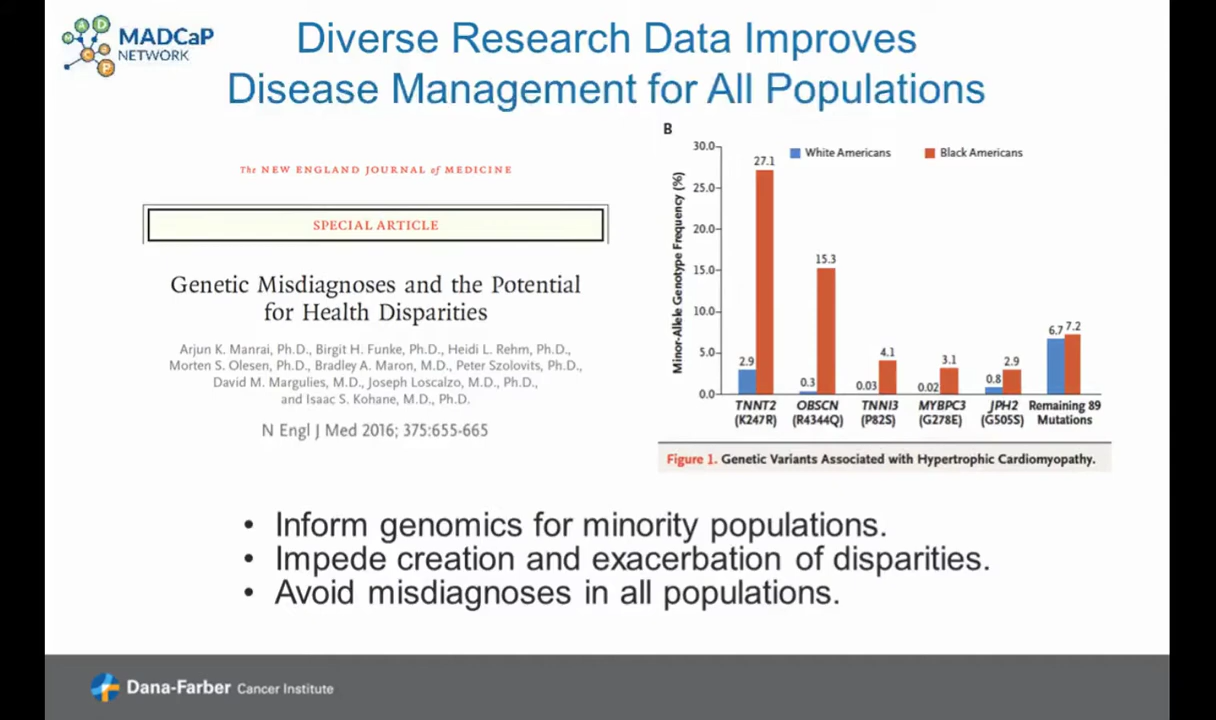 MADCaP
NETWORK
Diverse Research Data Improves
Disease Management for All Populations
The NEW ENGLAND JOURNAL of MEDICINE
SPECIAL ARTICLE
Genetic Misdiagnoses and the Potential
for Health Disparities
Arjun K. Manrai, Ph.D., Birgit H. Funke, Ph.D., Heidi L. Rehm, Ph.D.,
Morten S. Olesen, Ph.D., Bradley A. Maron, M.D., Peter Szolovits, Ph.D.,
David M. Margulies, M.D., Joseph Loscalzo, M.D., Ph.D.,
and Isaac S. Kohane, M.D., Ph.D.
N Engl J Med 2016; 375:655-665
B
White Americans Black Americans
Minor-Allele Genotype Frequency (%)
30.0
25.0
20.0
15.0
10.0
5.0
0.0
2.9 27.1
0.3 15.3
0.03 4.1
0.02 3.1
0.8 2.9
6.7 7.2
TNNT2 OBSCN TNNI3 MYBPC3 JPH2 Remaining 89
(K247R) (R4344Q) (P82S) (G278E) (G505S) Mutations
Figure 1. Genetic Variants Associated with Hypertrophic Cardiomyopathy.
• Inform genomics for minority populations.
• Impede creation and exacerbation of disparities.
• Avoid misdiagnoses in all populations.
Dana-Farber Cancer Institute